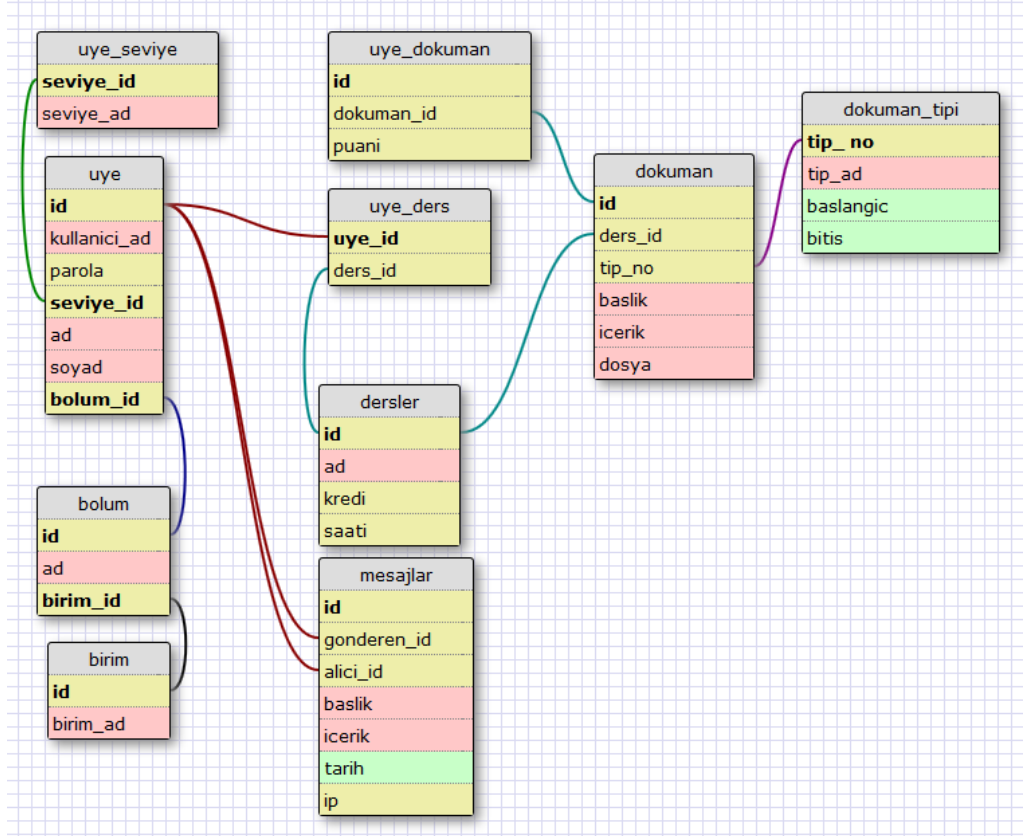 uye_seviye
seviye_id
seviye_ad
uye
id
kullanici_ad
parola
seviye_id
ad
soyad
bolum_id
bolum
id
ad
birim_id
birim
id
birim_ad
uye_dokuman
id
dokuman_id
puani
uye_ders
uye_id
ders_id
dersler
id
ad
kredi
saati
mesajlar
id
gonderen_id
alici_id
baslik
icerik
tarih
ip
dokuman
id
ders_id
tip_no
baslik
icerik
dosya
dokuman_tipi
tip_ no
tip_ad
baslangic
bitis